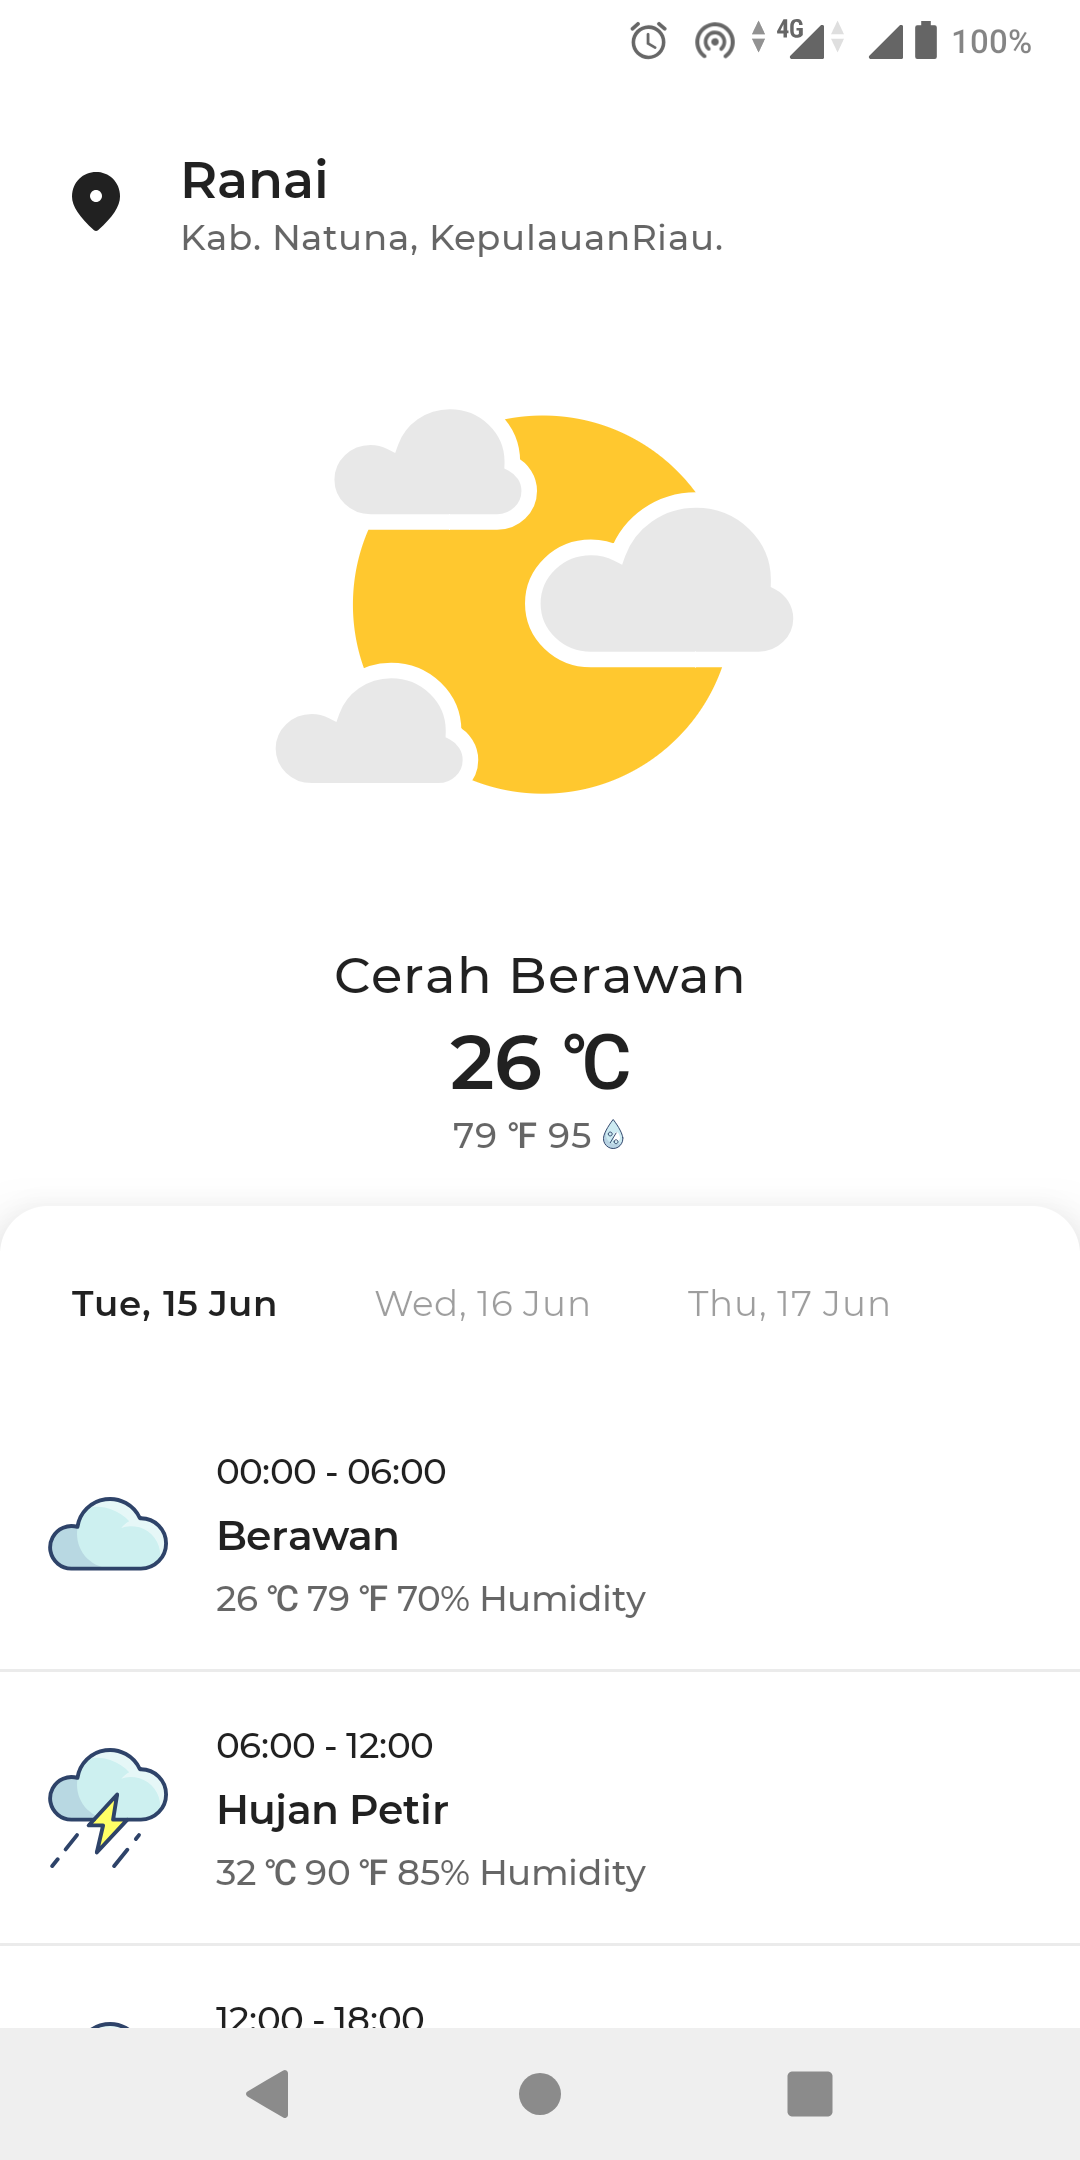 4G 100%
Ranai
Kab. Natuna, KepulauanRiau.
Cerah Berawan
26 ℃
79 ℉ 95
Tue, 15 Jun Wed, 16 Jun Thu, 17 Jun
00:00 - 06:00
Berawan
26 ℃ 79 ℉ 70% Humidity
06:00 - 12:00
Hujan Petir
32 ℃ 90 ℉ 85% Humidity
12:00 - 18:00